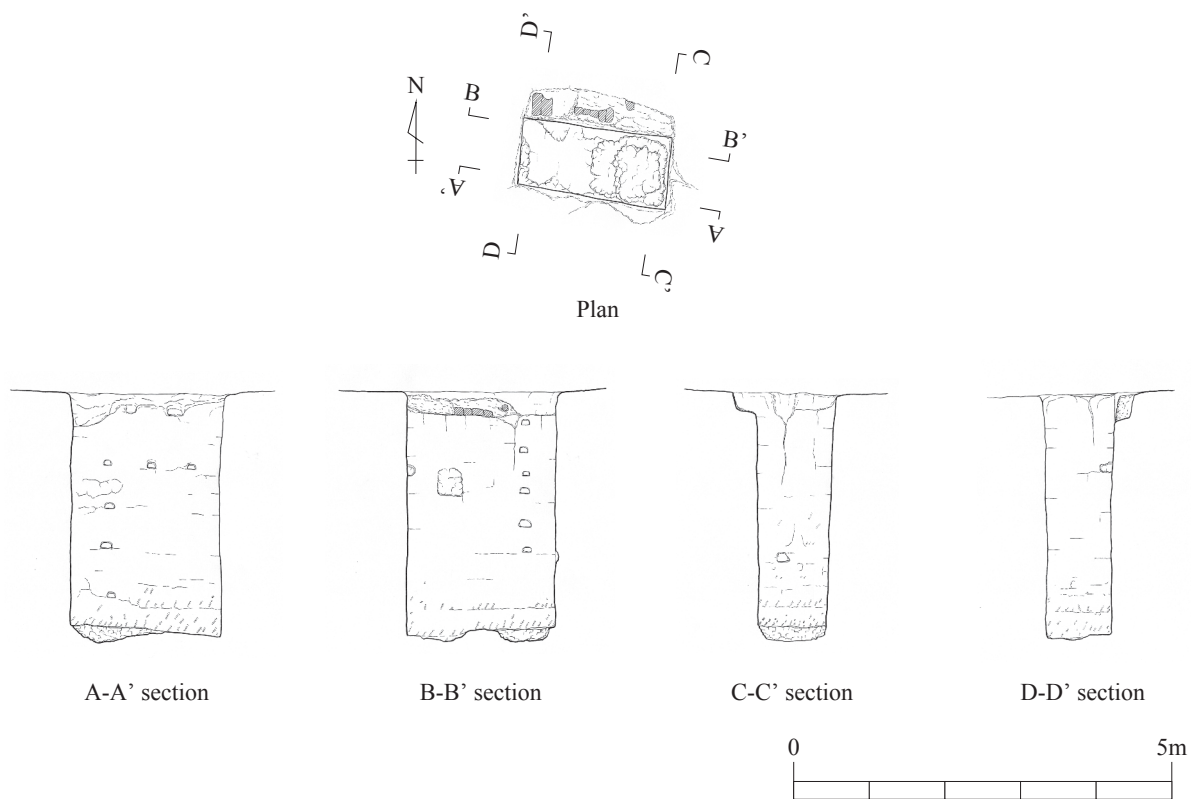 D’
C
N
B
B’
A’
A
D
C’
Plan
A-A’ section
B-B’ section
C-C’ section
D-D’ section
0
5m